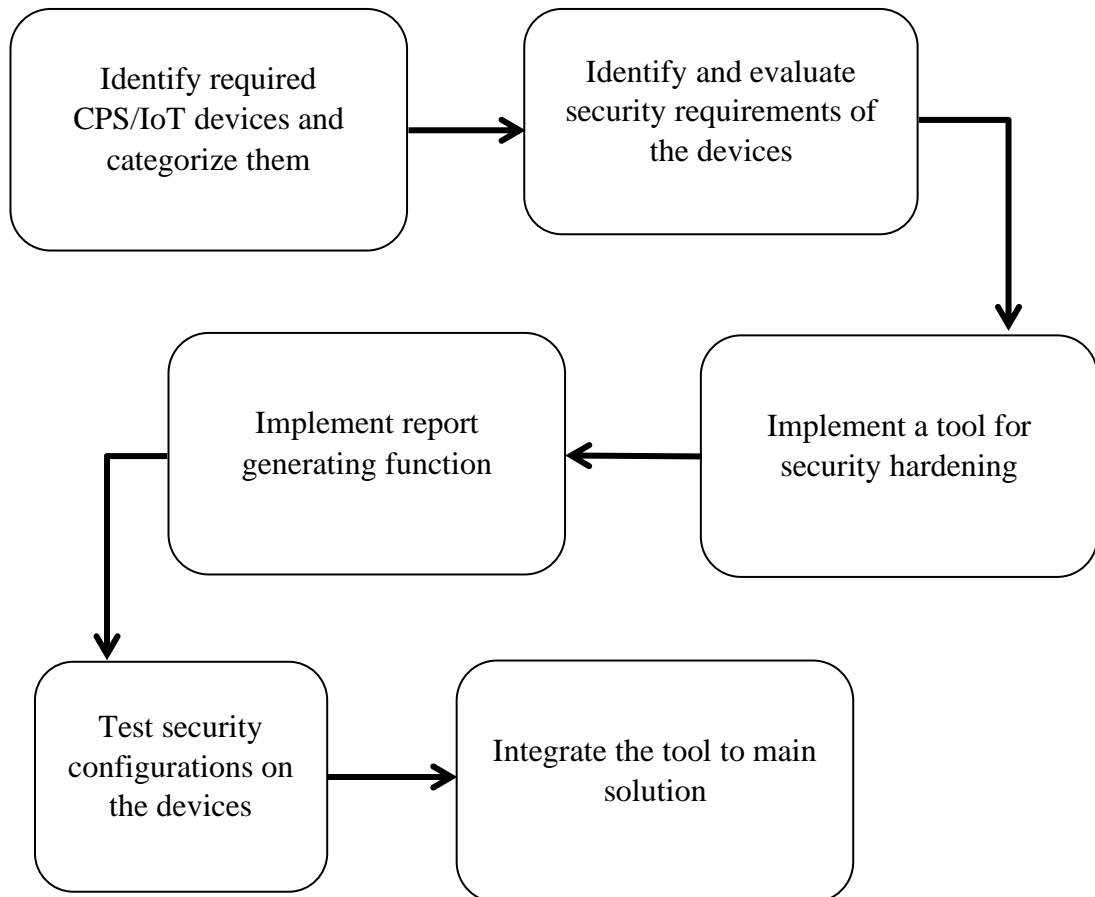 Identify required
CPS/IoT devices and
categorize them
Identify and evaluate
security requirements of
the devices
Implement a tool for
security hardening
Implement report
generating function
Test security
configurations on
the devices
Integrate the tool to main
solution